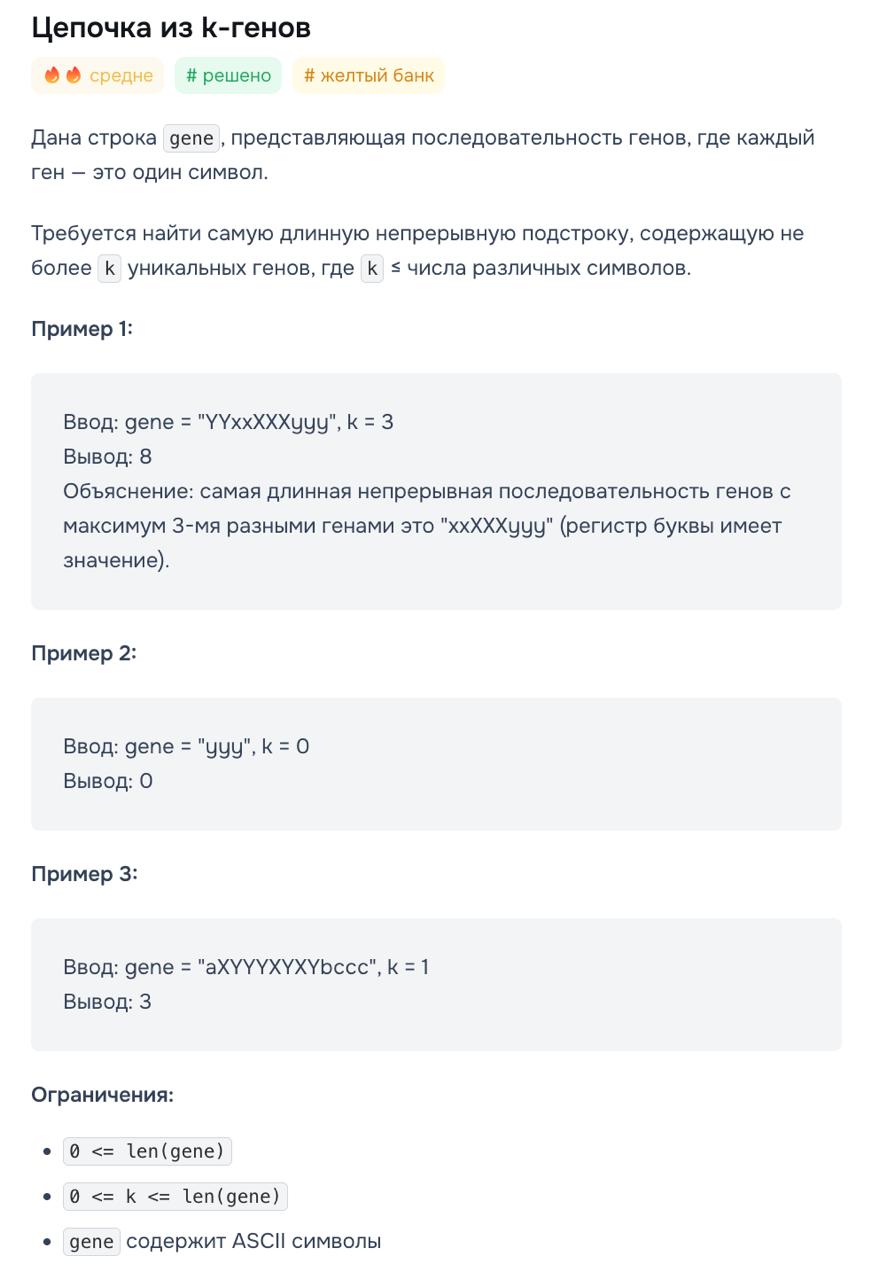 Цепочка из k-генов
🔥🔥 средне # решено # желтый банк
Дана строка gene, представляющая последовательность генов, где каждый
ген — это один символ.
Требуется найти самую длинную непрерывную подстроку, содержащую не
более k уникальных генов, где k ≤ числа различных символов.
Пример 1:
Ввод: gene = "YYxxXXXyyy", k = 3
Вывод: 8
Объяснение: самая длинная непрерывная последовательность генов с
максимум 3-мя разными генами это "xxXXXyyy" (регистр буквы имеет
значение).
Пример 2:
Ввод: gene = "yyy", k = 0
Вывод: 0
Пример 3:
Ввод: gene = "aXYYYXYXYbccc", k = 1
Вывод: 3
Ограничения:
• 0 <= len(gene)
• 0 <= k <= len(gene)
• gene содержит ASCII символы